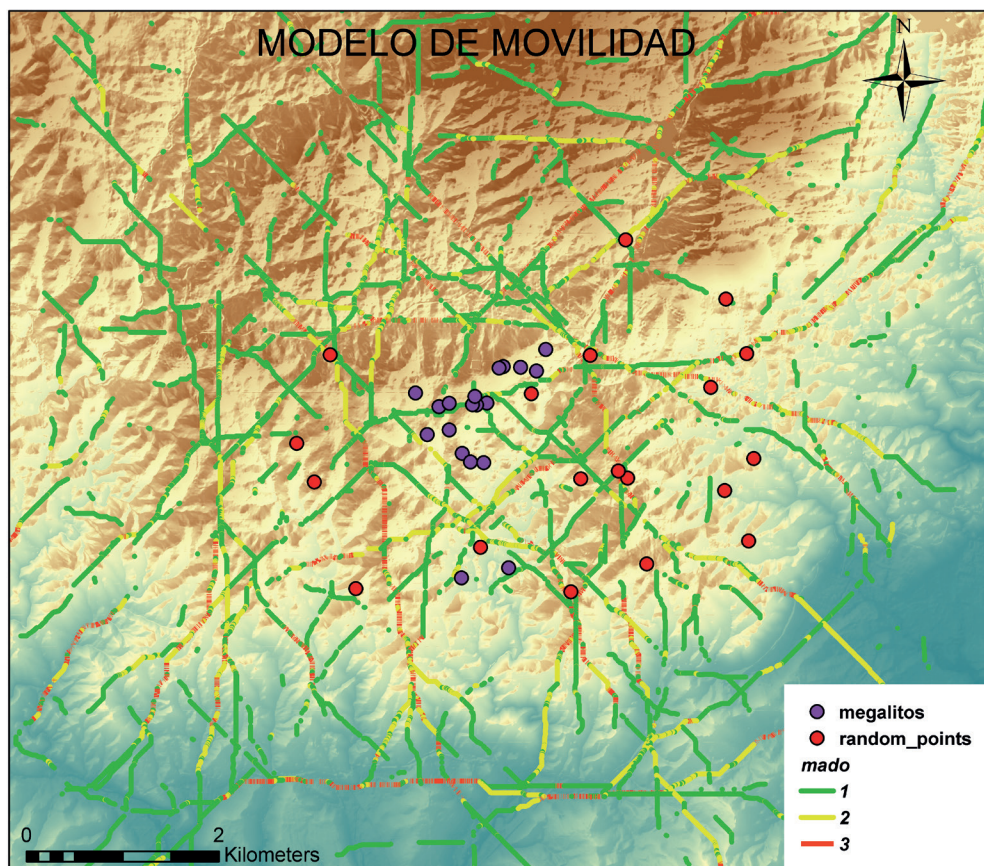 MODELO DE MOVILIDAD
N
megalitos
random_points
mado
1
2
3
0 2
Kilometers